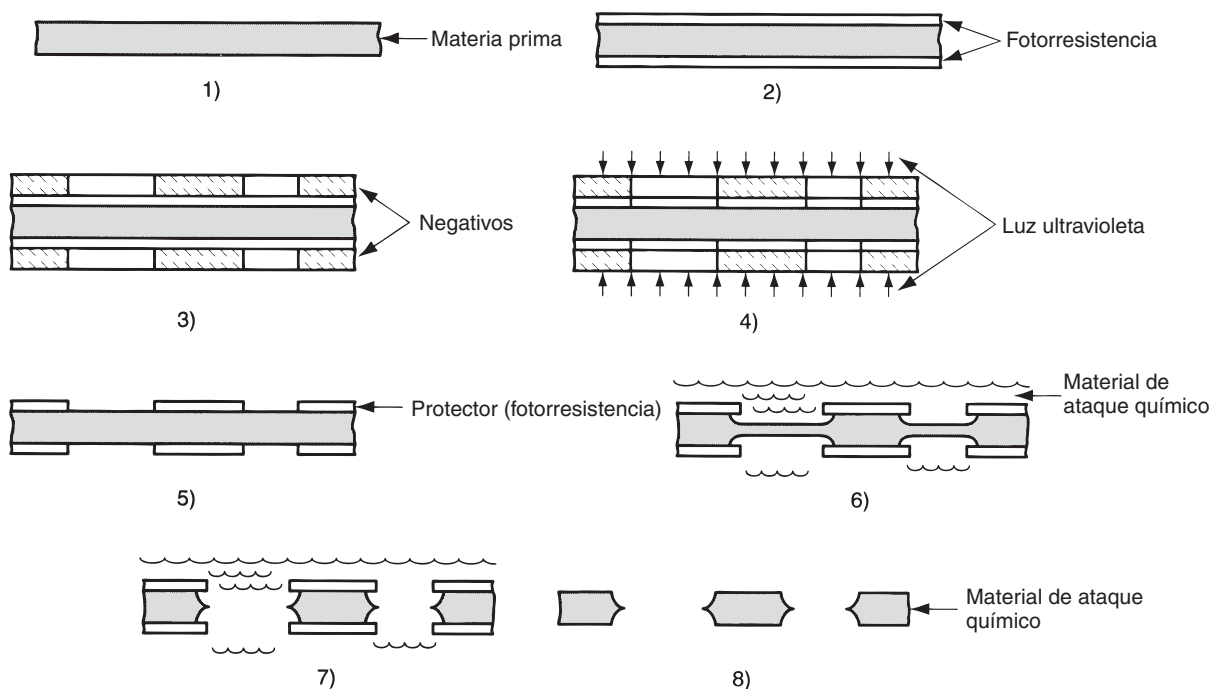 Materia prima
1)
Fotorresistencia
2)
Negativos
3)
Luz ultravioleta
4)
Protector (fotorresistencia)
5)
Material de
ataque químico
6)
7)
Material de ataque
químico
8)